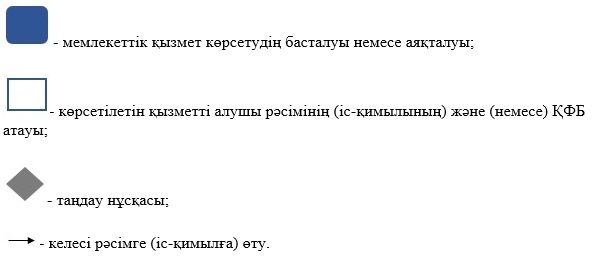 - мемлекеттік қызмет көрсетудің басталуы немесе аяқталуы;
- көрсетілетін қызметті алушы рәсімінің (іс-қимылының) және (немесе) ҚФБ
атауы;
- таңдау нұсқасы;
- келесі рәсімге (іс-қимылға) өту.